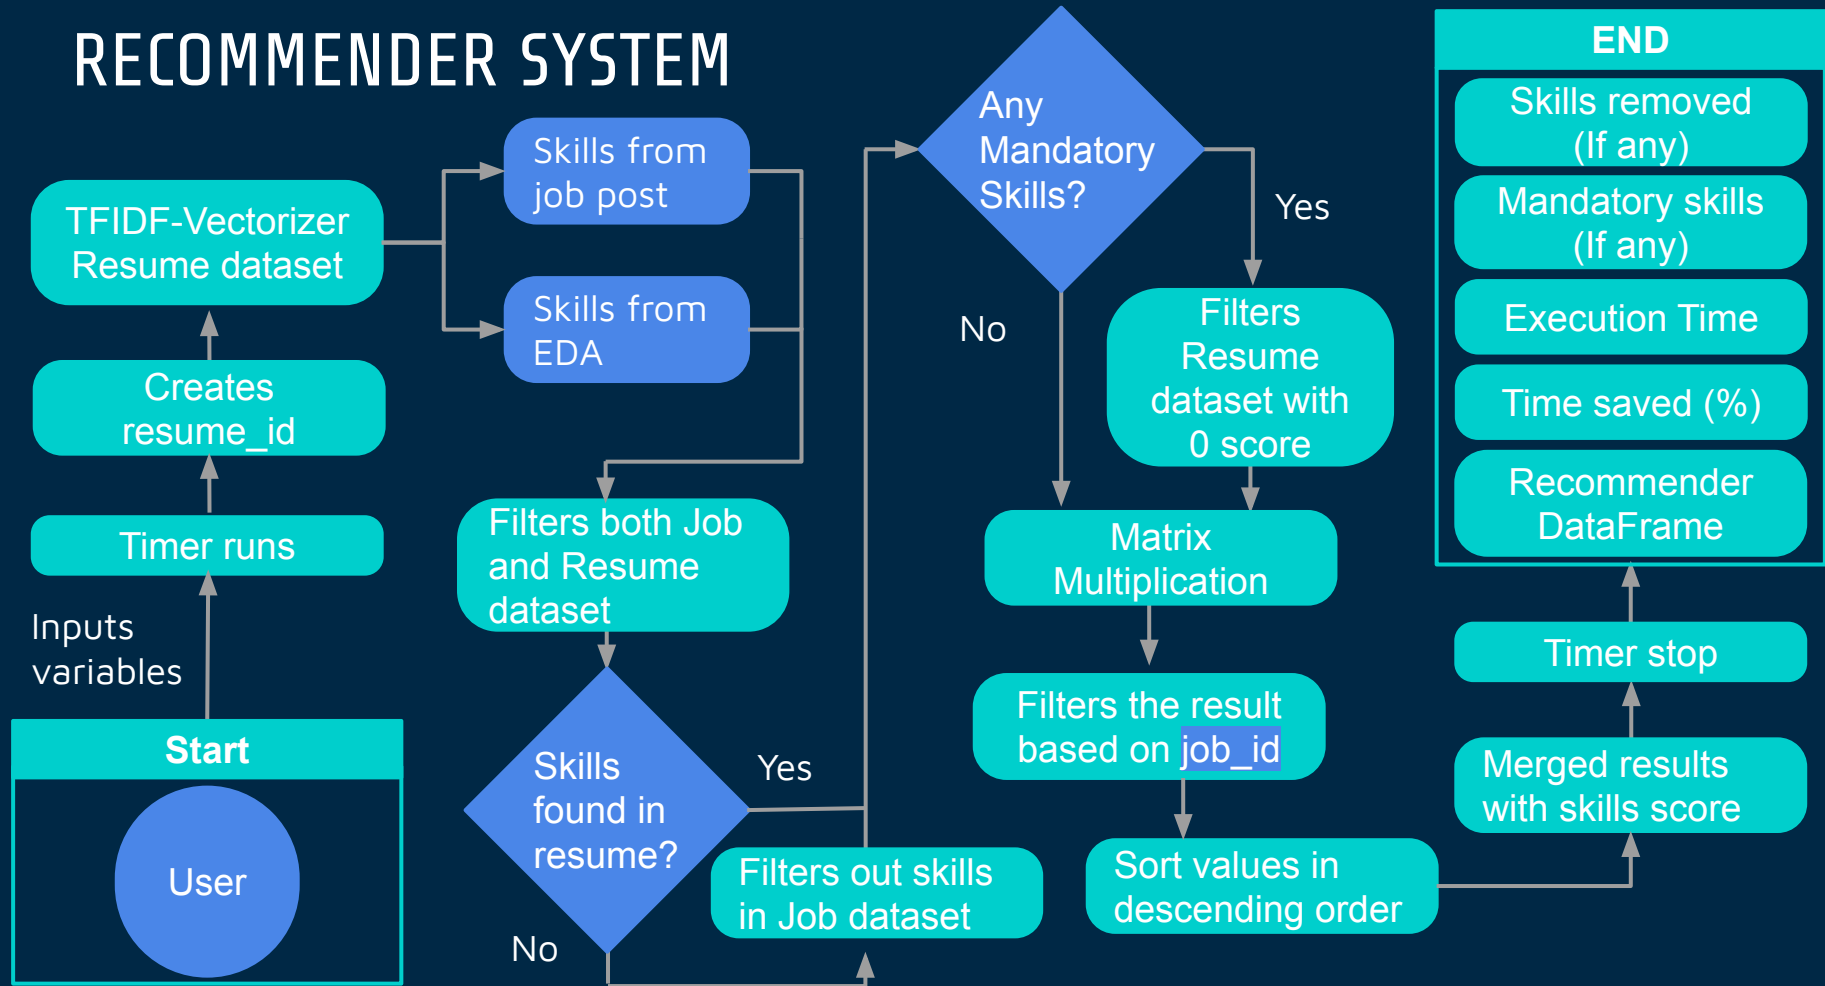 RECOMMENDER SYSTEM
Start
User
Inputs
variables
Timer runs
Creates
resume_id
TFIDF-Vectorizer
Resume dataset
Skills from
job post
Skills from
EDA
Filters both Job
and Resume
dataset
Skills
found in
resume?
Yes
No
Filters out skills
in Job dataset
Any
Mandatory
Skills?
Yes
No
Filters
Resume
dataset with
0 score
Matrix
Multiplication
Filters the result
based on job_id
Sort values in
descending order
Merged results
with skills score
Timer stop
END
Skills removed
(If any)
Mandatory skills
(If any)
Execution Time
Time saved (%)
Recommender
DataFrame